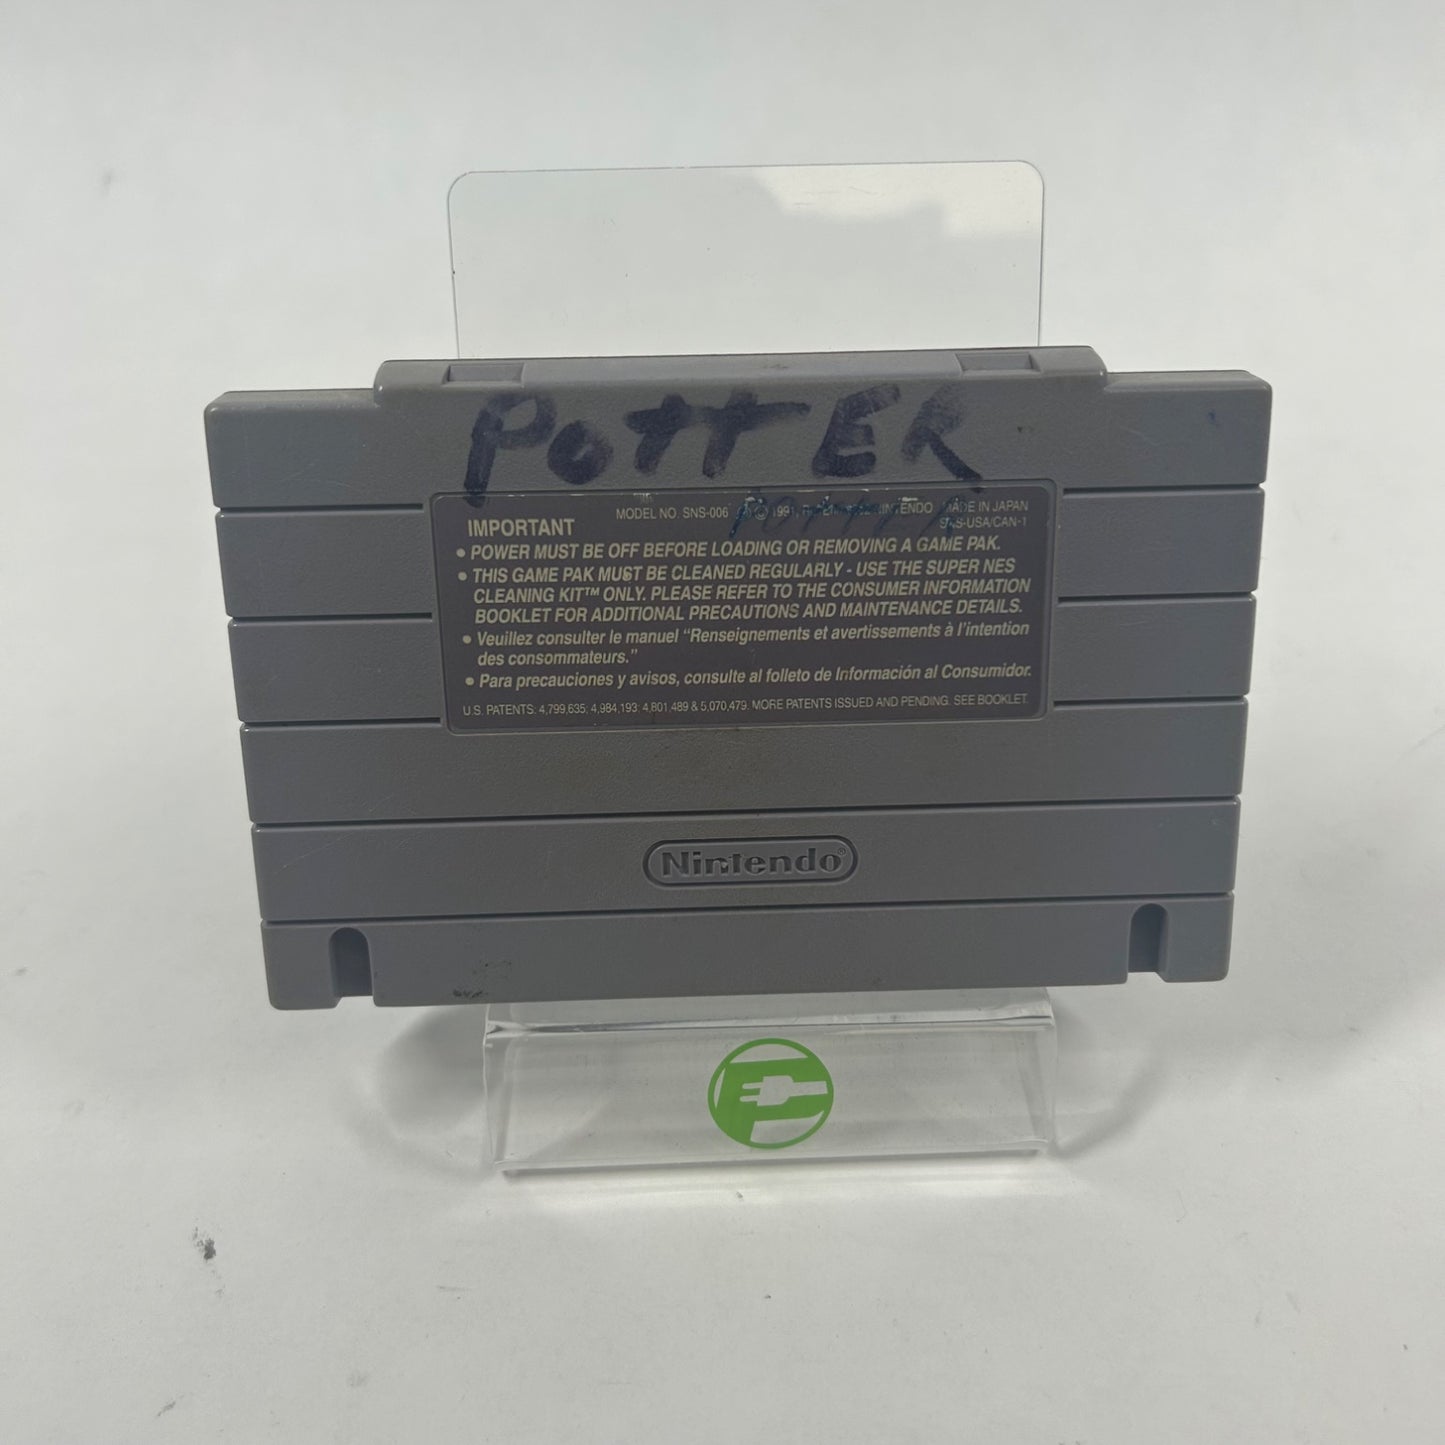 POttER
MODEL NO. SNS-006 © 1991, NINTENDO MADE IN JAPAN
IMPORTANT SNS-USA/CAN-1
• POWER MUST BE OFF BEFORE LOADING OR REMOVING A GAME PAK.
• THIS GAME PAK MUST BE CLEANED REGULARLY - USE THE SUPER NES
CLEANING KIT™ ONLY. PLEASE REFER TO THE CONSUMER INFORMATION
BOOKLET FOR ADDITIONAL PRECAUTIONS AND MAINTENANCE DETAILS.
• Veuillez consulter le manuel “Renseignements et avertissements à l’intention
des consommateurs.”
• Para precauciones y avisos, consulte al folleto de Información al Consumidor.
U.S. PATENTS: 4,799,635; 4,984,193; 4,801,489 & 5,070,479. MORE PATENTS ISSUED AND PENDING. SEE BOOKLET.
Nintendo®